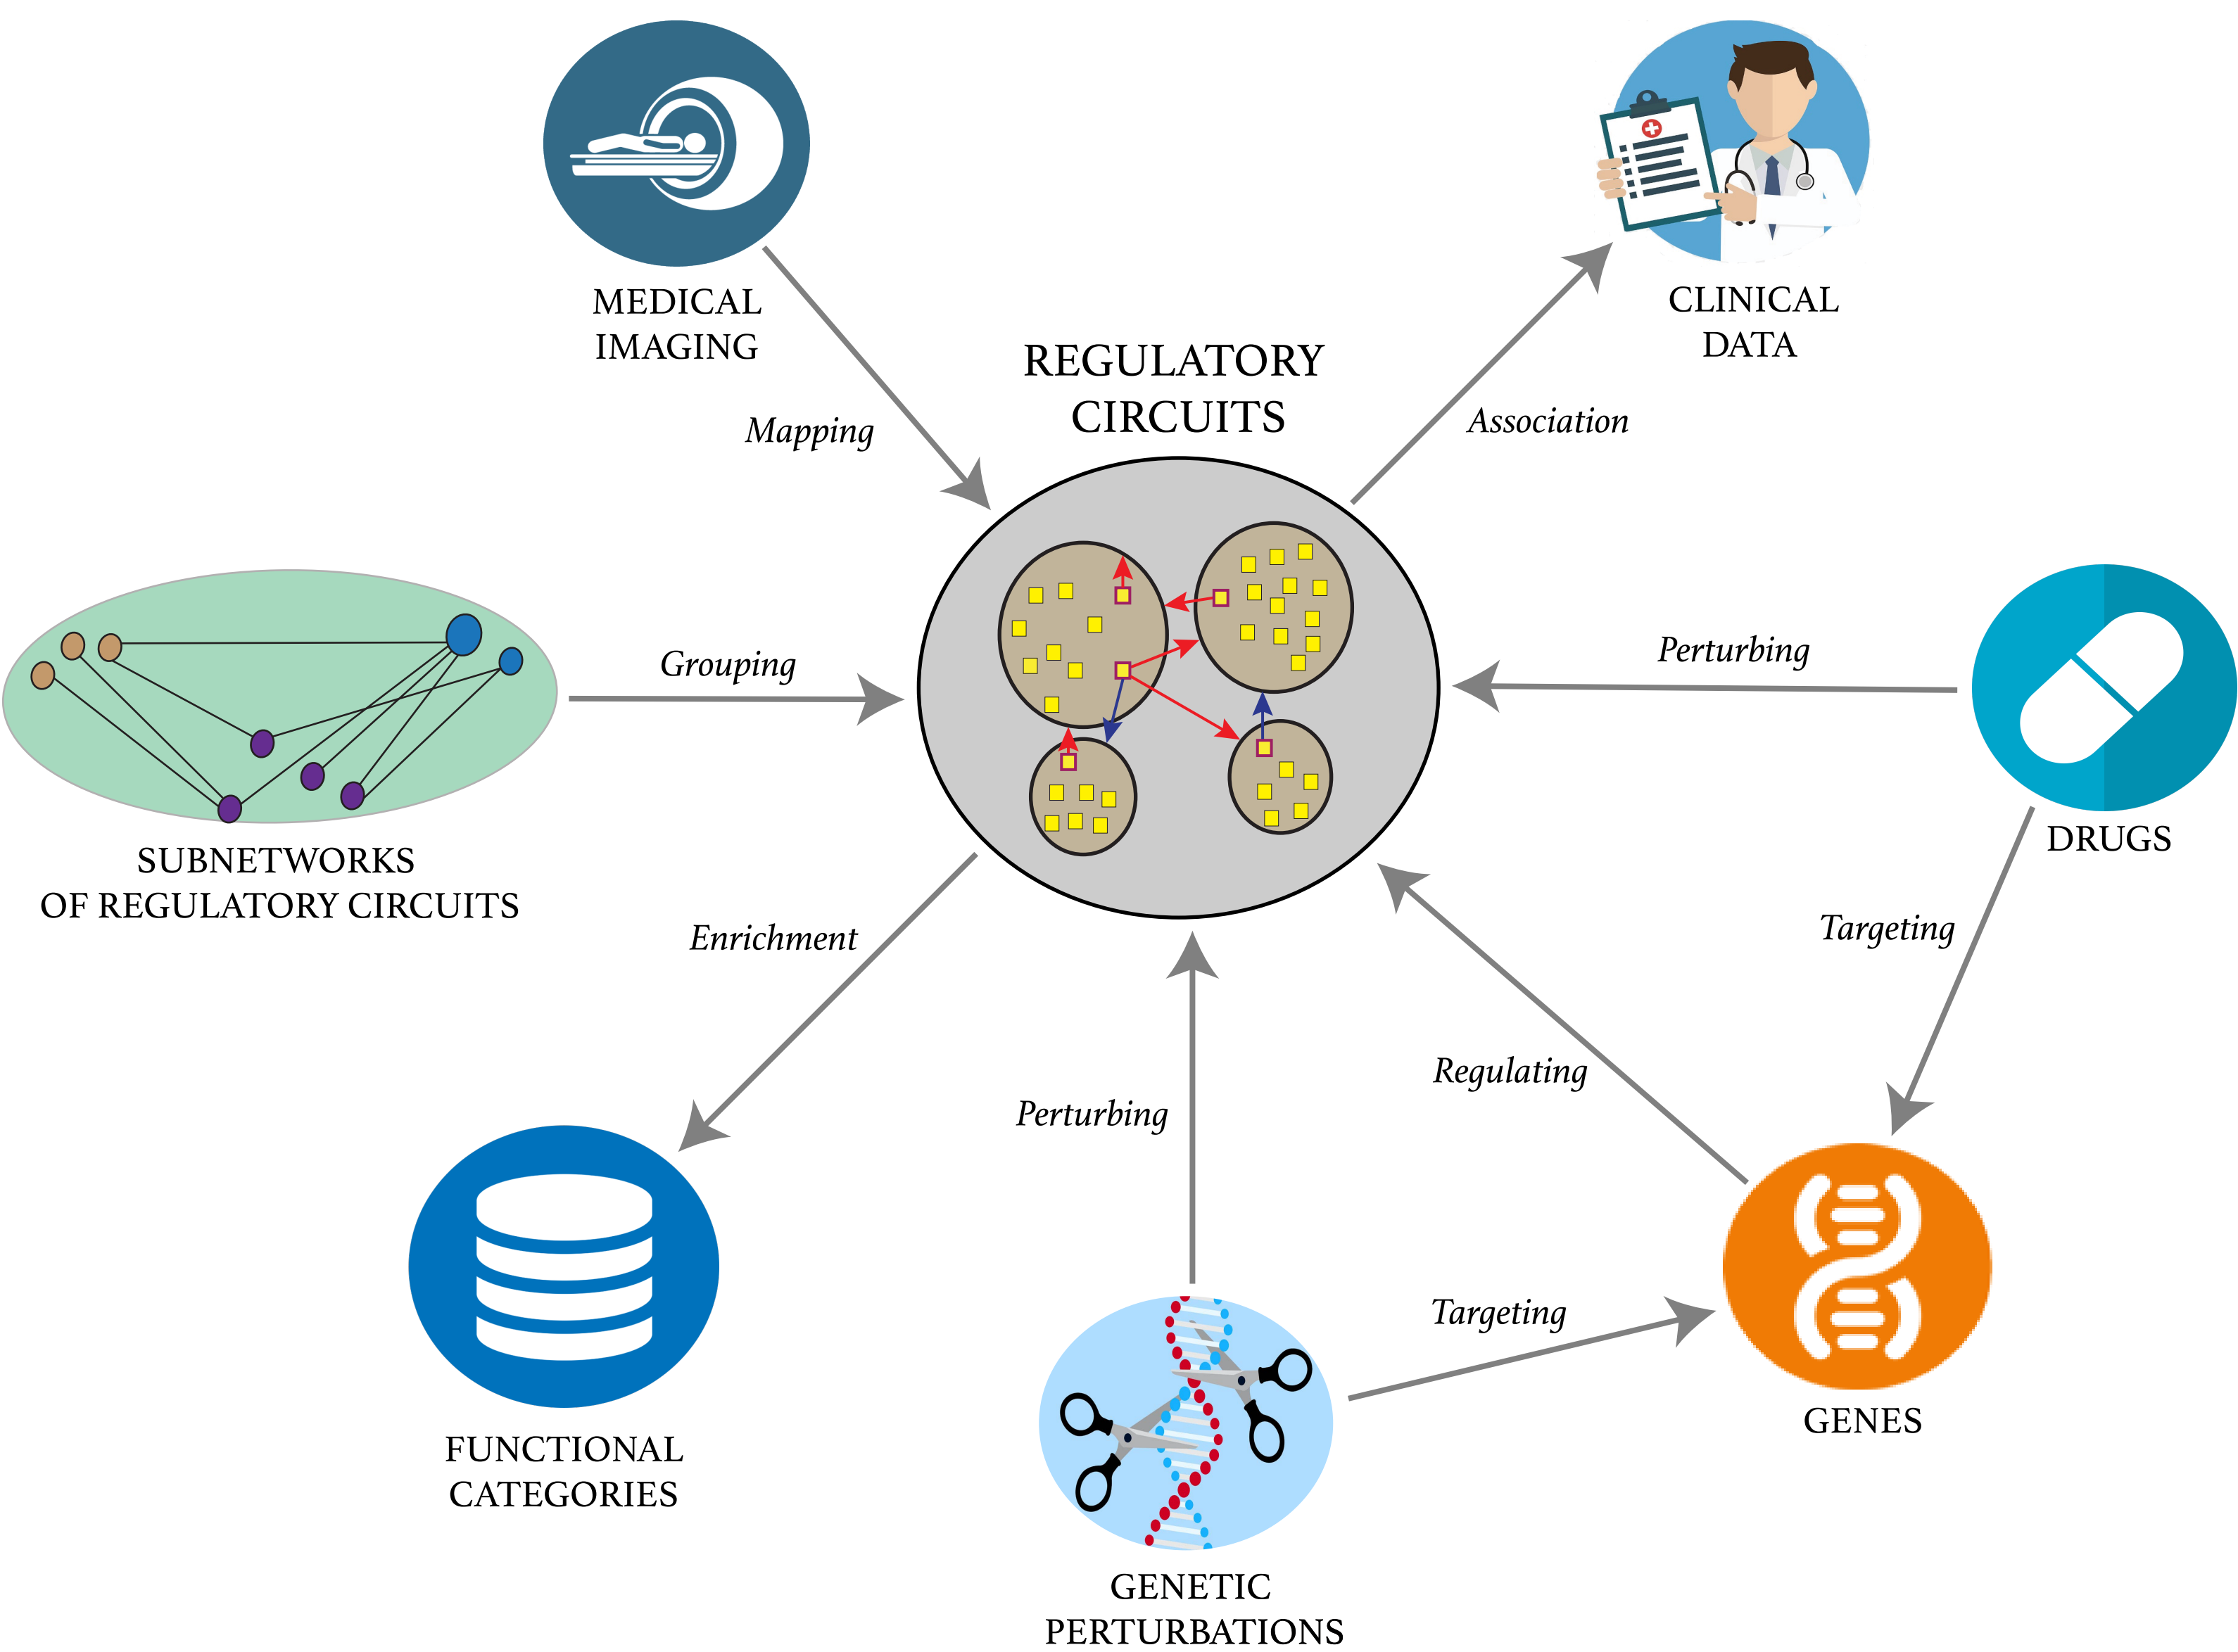 MEDICAL
IMAGING
CLINICAL
DATA
REGULATORY
CIRCUITS
Mapping
Association
Grouping
Perturbing
SUBNETWORKS
OF REGULATORY CIRCUITS
DRUGS
Enrichment
Targeting
Perturbing
Regulating
Targeting
FUNCTIONAL
CATEGORIES
GENES
GENETIC
PERTURBATIONS